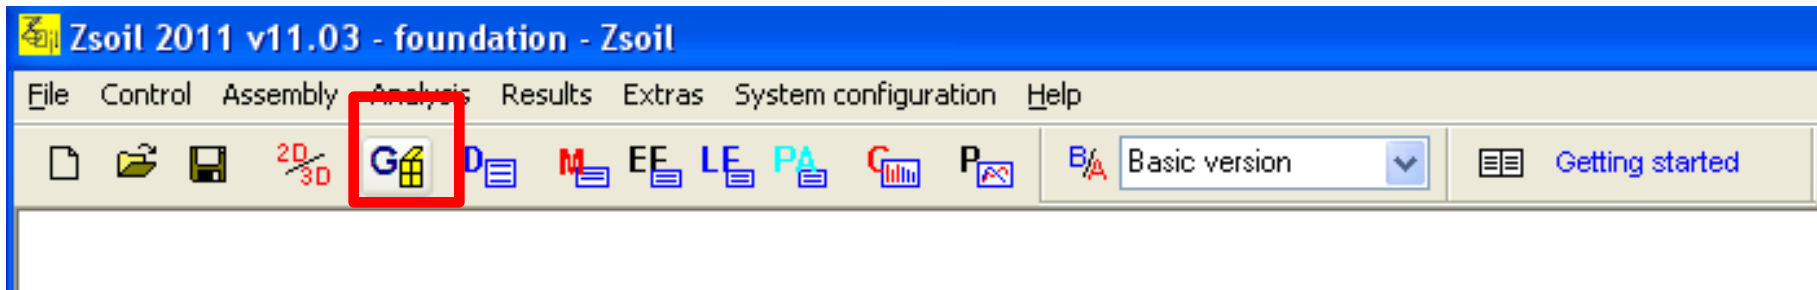 Zsoil 2011 v11.03 - foundation - Zsoil
File Control Assembly Analysis Results Extras System configuration Help
2D/3D G D M EE LE PA C P B/A Basic version Getting started